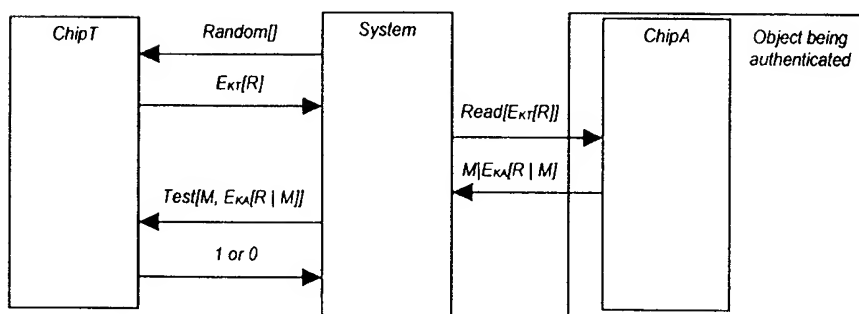 ChipT
System
ChipA
Object being
authenticated
Random[]
EKT[R]
Read[EKT[R]]
M|EKA[R | M]
Test[M, EKA[R | M]]
1 or 0